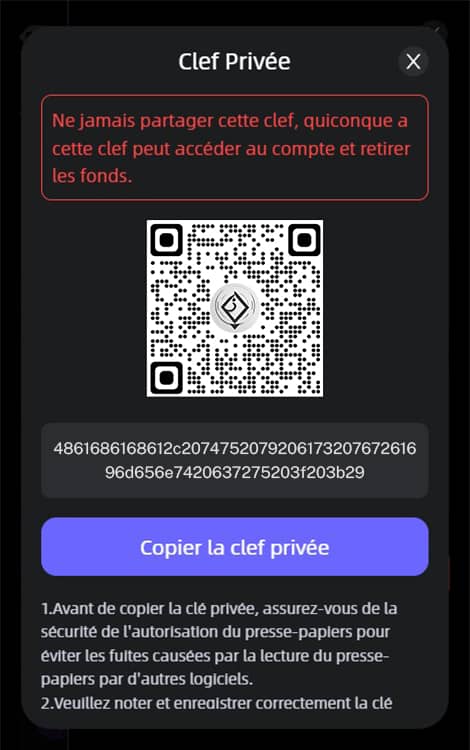 Clef Privée
Ne jamais partager cette clef, quiconque a
cette clef peut accéder au compte et retirer
les fonds.
4861686168612c20747520792061732076726 16
96d656e7420637275203f203b29
Copier la clef privée
1.Avant de copier la clé privée, assurez-vous de la
sécurité de l'autorisation du presse-papiers pour
éviter les fuites causées par la lecture du presse-
papiers par d'autres logiciels.
2.Veuillez noter et enregistrer correctement la clé